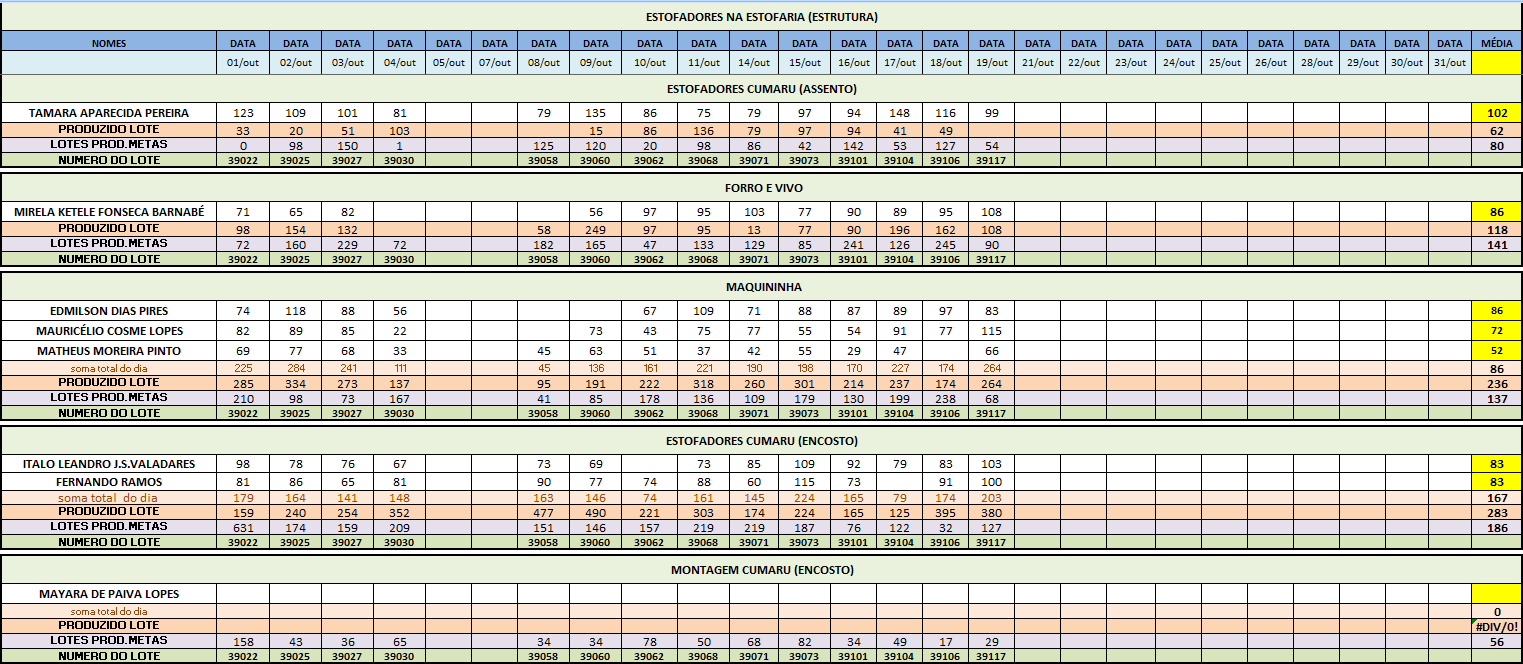 ESTOFADORES NA ESTOFARIA (ESTRUTURA)
NOMES DATA DATA DATA DATA DATA DATA DATA DATA DATA DATA DATA DATA DATA DATA DATA DATA DATA DATA DATA DATA DATA DATA DATA DATA DATA DATA MÉDIA
01/out 02/out 03/out 04/out 05/out 07/out 08/out 09/out 10/out 11/out 14/out 15/out 16/out 17/out 18/out 19/out 21/out 22/out 23/out 24/out 25/out 26/out 28/out 29/out 30/out 31/out
ESTOFADORES CUMARU (ASSENTO)
TAMARA APARECIDA PEREIRA 123 109 101 81 79 135 86 75 79 97 94 148 116 99 102
PRODUZIDO LOTE 33 20 51 103 15 86 136 79 97 94 41 49 62
LOTES PROD.METAS 0 98 150 1 125 120 20 98 86 42 142 53 127 54 80
NUMERO DO LOTE 39022 39025 39027 39030 39058 39060 39062 39068 39071 39073 39101 39104 39106 39117
FORRO E VIVO
MIRELA KETELE FONSECA BARNABÉ 71 65 82 56 97 95 103 77 90 89 95 108 86
PRODUZIDO LOTE 98 154 132 58 249 97 95 13 77 90 196 162 108 118
LOTES PROD.METAS 72 160 229 72 182 165 47 133 129 85 241 126 245 90 141
NUMERO DO LOTE 39022 39025 39027 39030 39058 39060 39062 39068 39071 39073 39101 39104 39106 39117
MAQUININHA
EDMILSON DIAS PIRES 74 118 88 56 67 109 71 88 87 89 97 83 86
MAURICÉLIO COSME LOPES 82 89 85 22 73 43 75 77 55 54 91 77 115 72
MATHEUS MOREIRA PINTO 69 77 68 33 45 63 51 37 42 55 29 47 66 52
soma total do dia 225 284 241 111 45 136 161 221 190 198 170 227 174 264 86
PRODUZIDO LOTE 285 334 273 137 95 191 222 318 260 301 214 237 174 264 236
LOTES PROD.METAS 210 98 73 167 41 85 178 136 109 179 130 199 238 68 137
NUMERO DO LOTE 39022 39025 39027 39030 39058 39060 39062 39068 39071 39073 39101 39104 39106 39117
ESTOFADORES CUMARU (ENCOSTO)
ITALO LEANDRO J.S.VALADARES 98 78 76 67 73 69 73 85 109 92 79 83 103 83
FERNANDO RAMOS 81 86 65 81 90 77 74 88 60 115 73 91 100 83
soma total do dia 179 164 141 148 163 146 74 161 145 224 165 79 174 203 167
PRODUZIDO LOTE 159 240 254 352 477 490 221 303 174 224 165 125 395 380 283
LOTES PROD.METAS 631 174 159 209 151 146 157 219 219 187 76 122 32 127 186
NUMERO DO LOTE 39022 39025 39027 39030 39058 39060 39062 39068 39071 39073 39101 39104 39106 39117
MONTAGEM CUMARU (ENCOSTO)
MAYARA DE PAIVA LOPES
soma total do dia 0
PRODUZIDO LOTE #DIV/0!
LOTES PROD.METAS 158 43 36 65 34 34 78 50 68 82 34 49 17 29 56
NUMERO DO LOTE 39022 39025 39027 39030 39058 39060 39062 39068 39071 39073 39101 39104 39106 39117